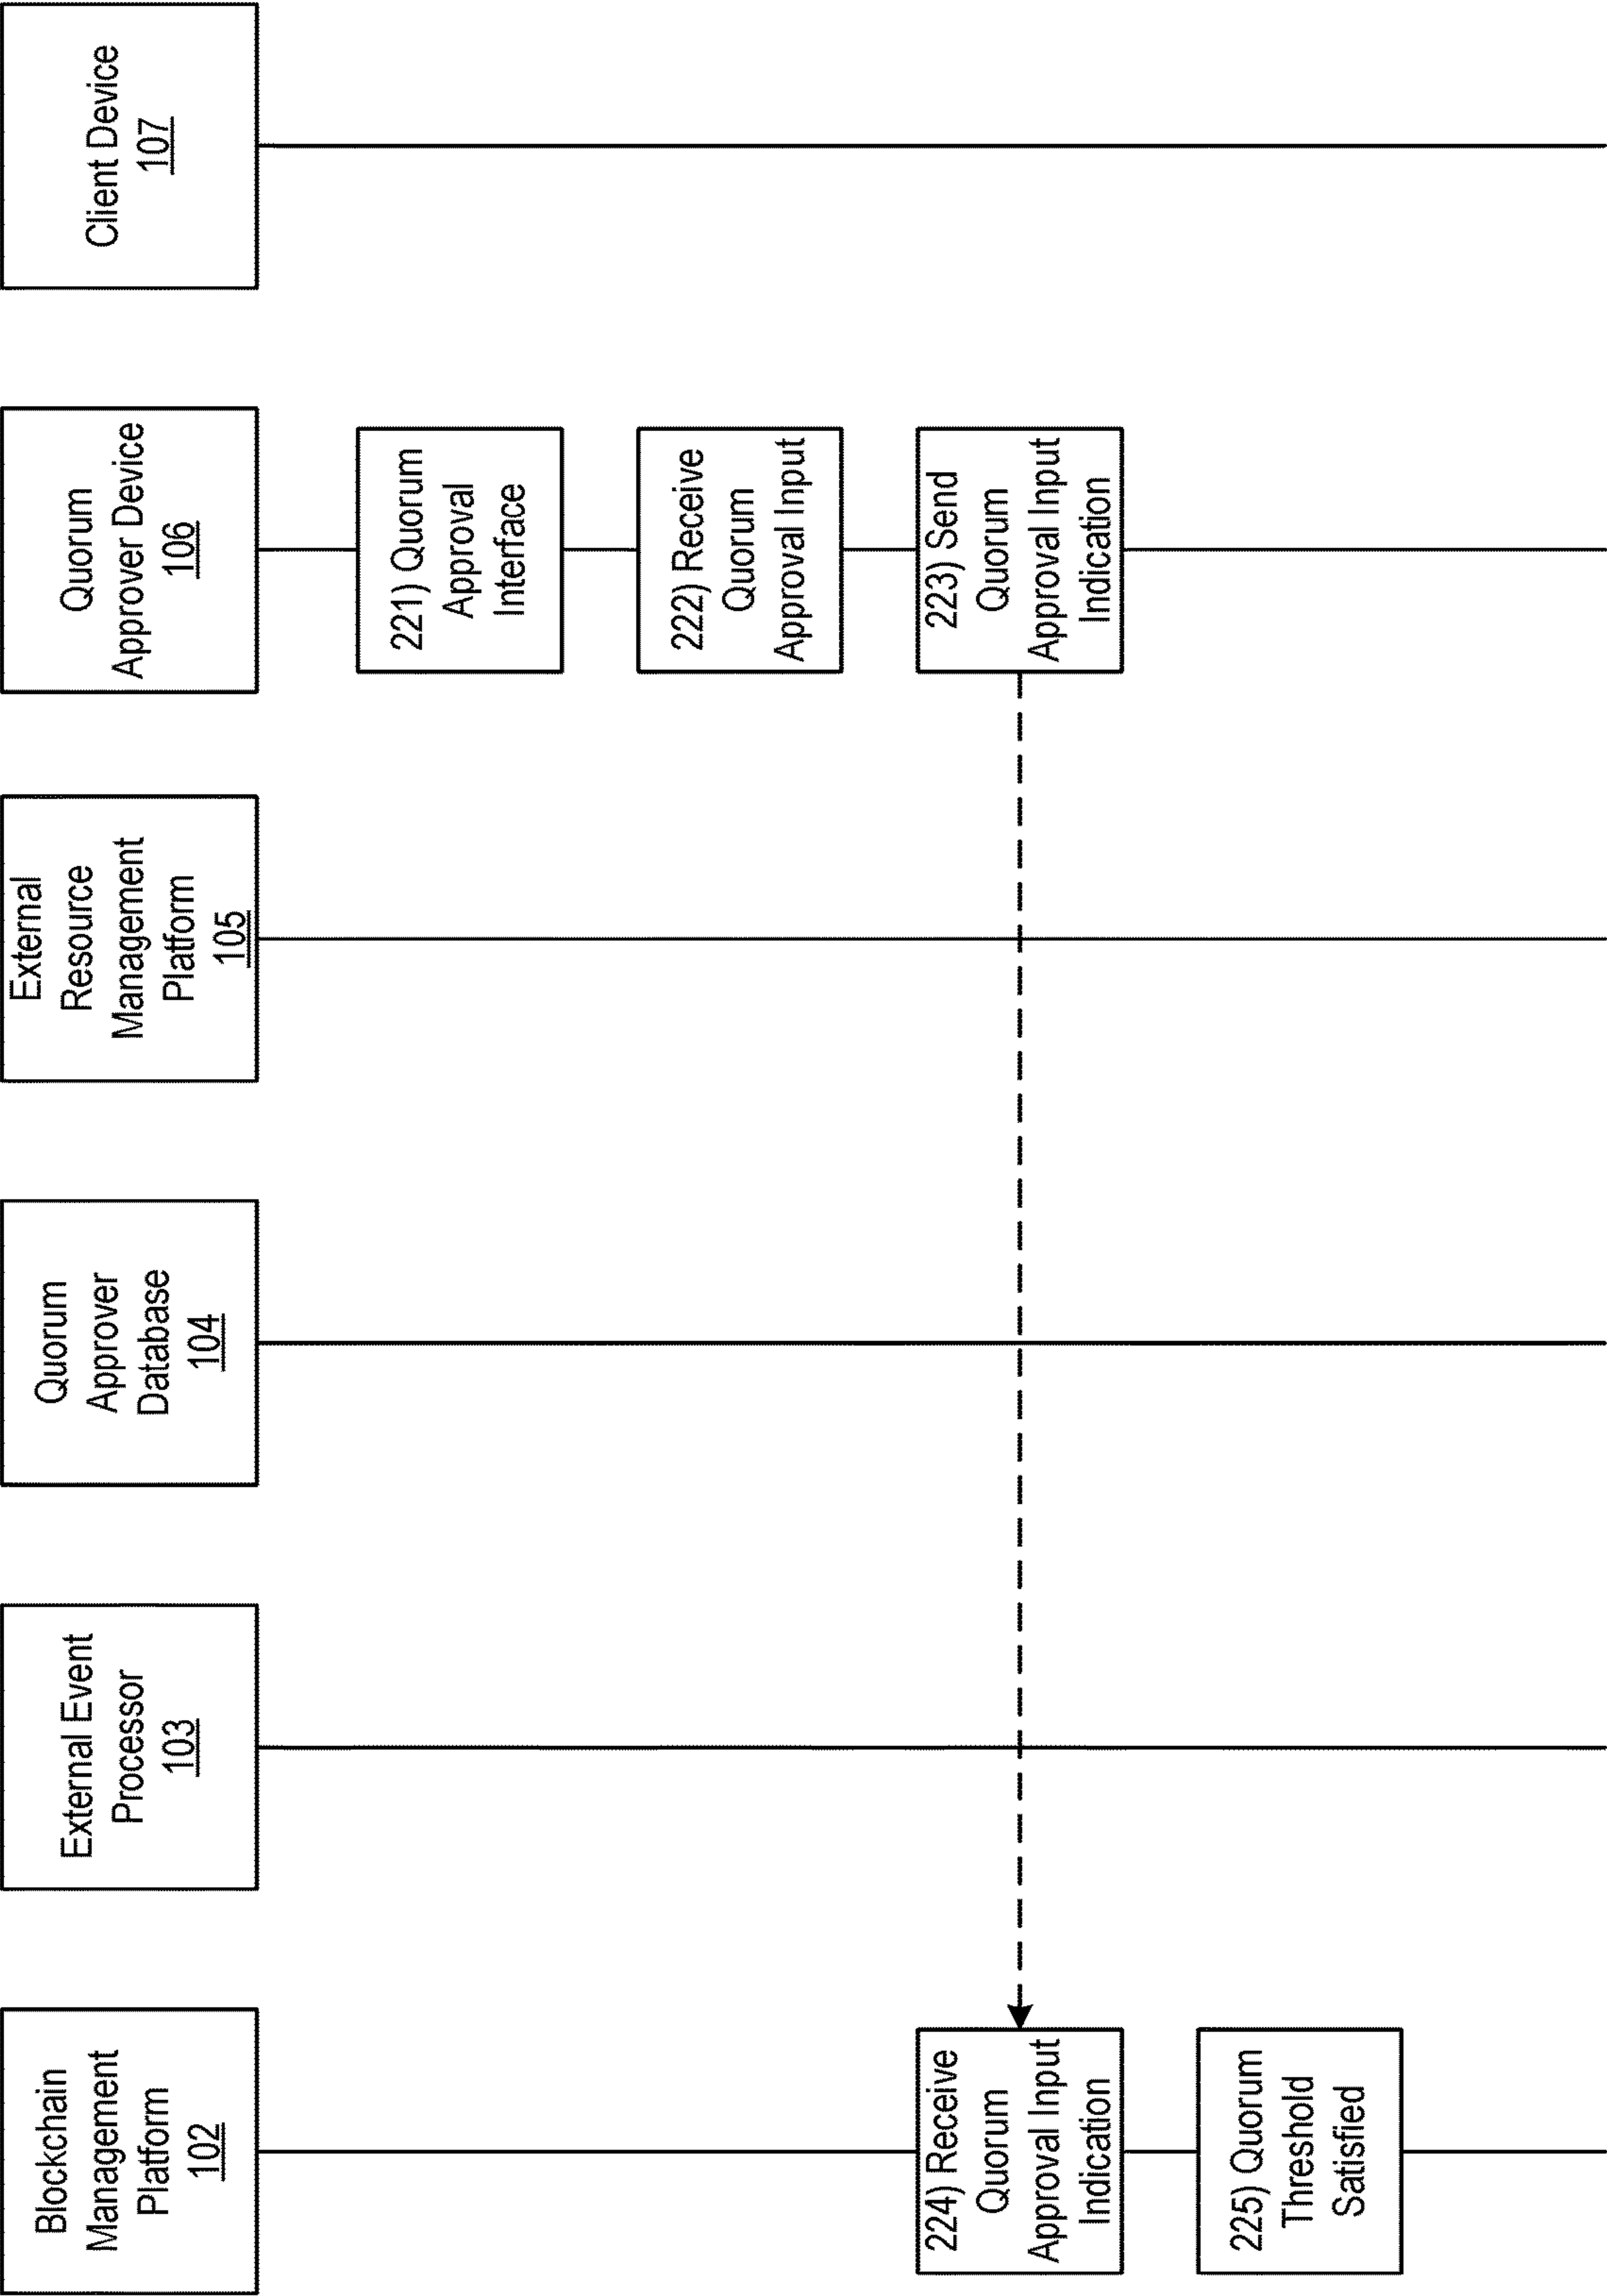 Blockchain
Management
Platform
102
External Event
Processor
103
Quorum
Approver
Database
104
External
Resource
Management
Platform
105
Quorum
Approver Device
106
Client Device
107
221) Quorum
Approval
Interface
222) Receive
Quorum
Approval Input
223) Send
Quorum
Approval Input
Indication
224) Receive
Quorum
Approval Input
Indication
225) Quorum
Threshold
Satisfied